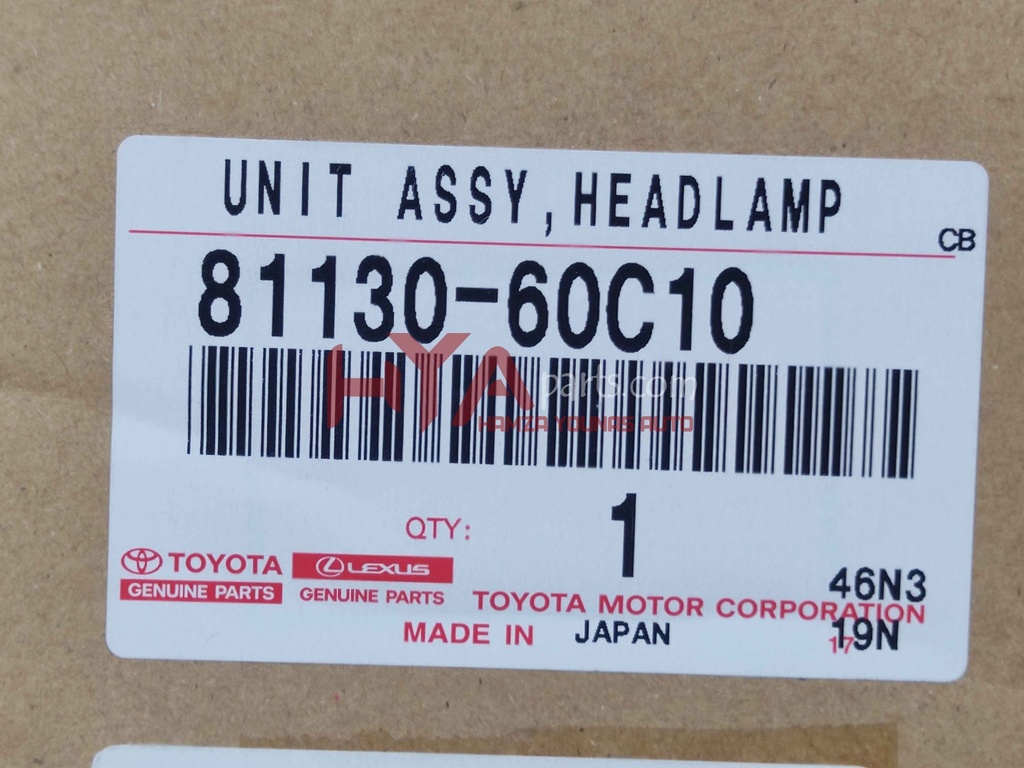 UNIT ASSY,HEADLAMP
CB
81130-60C10
HYA parts.com
HAMZA YOUNAS AUTO
QTY: 1
TOYOTA LEXUS
GENUINE PARTS GENUINE PARTS
46N3
TOYOTA MOTOR CORPORATION
MADE IN JAPAN
17
19N